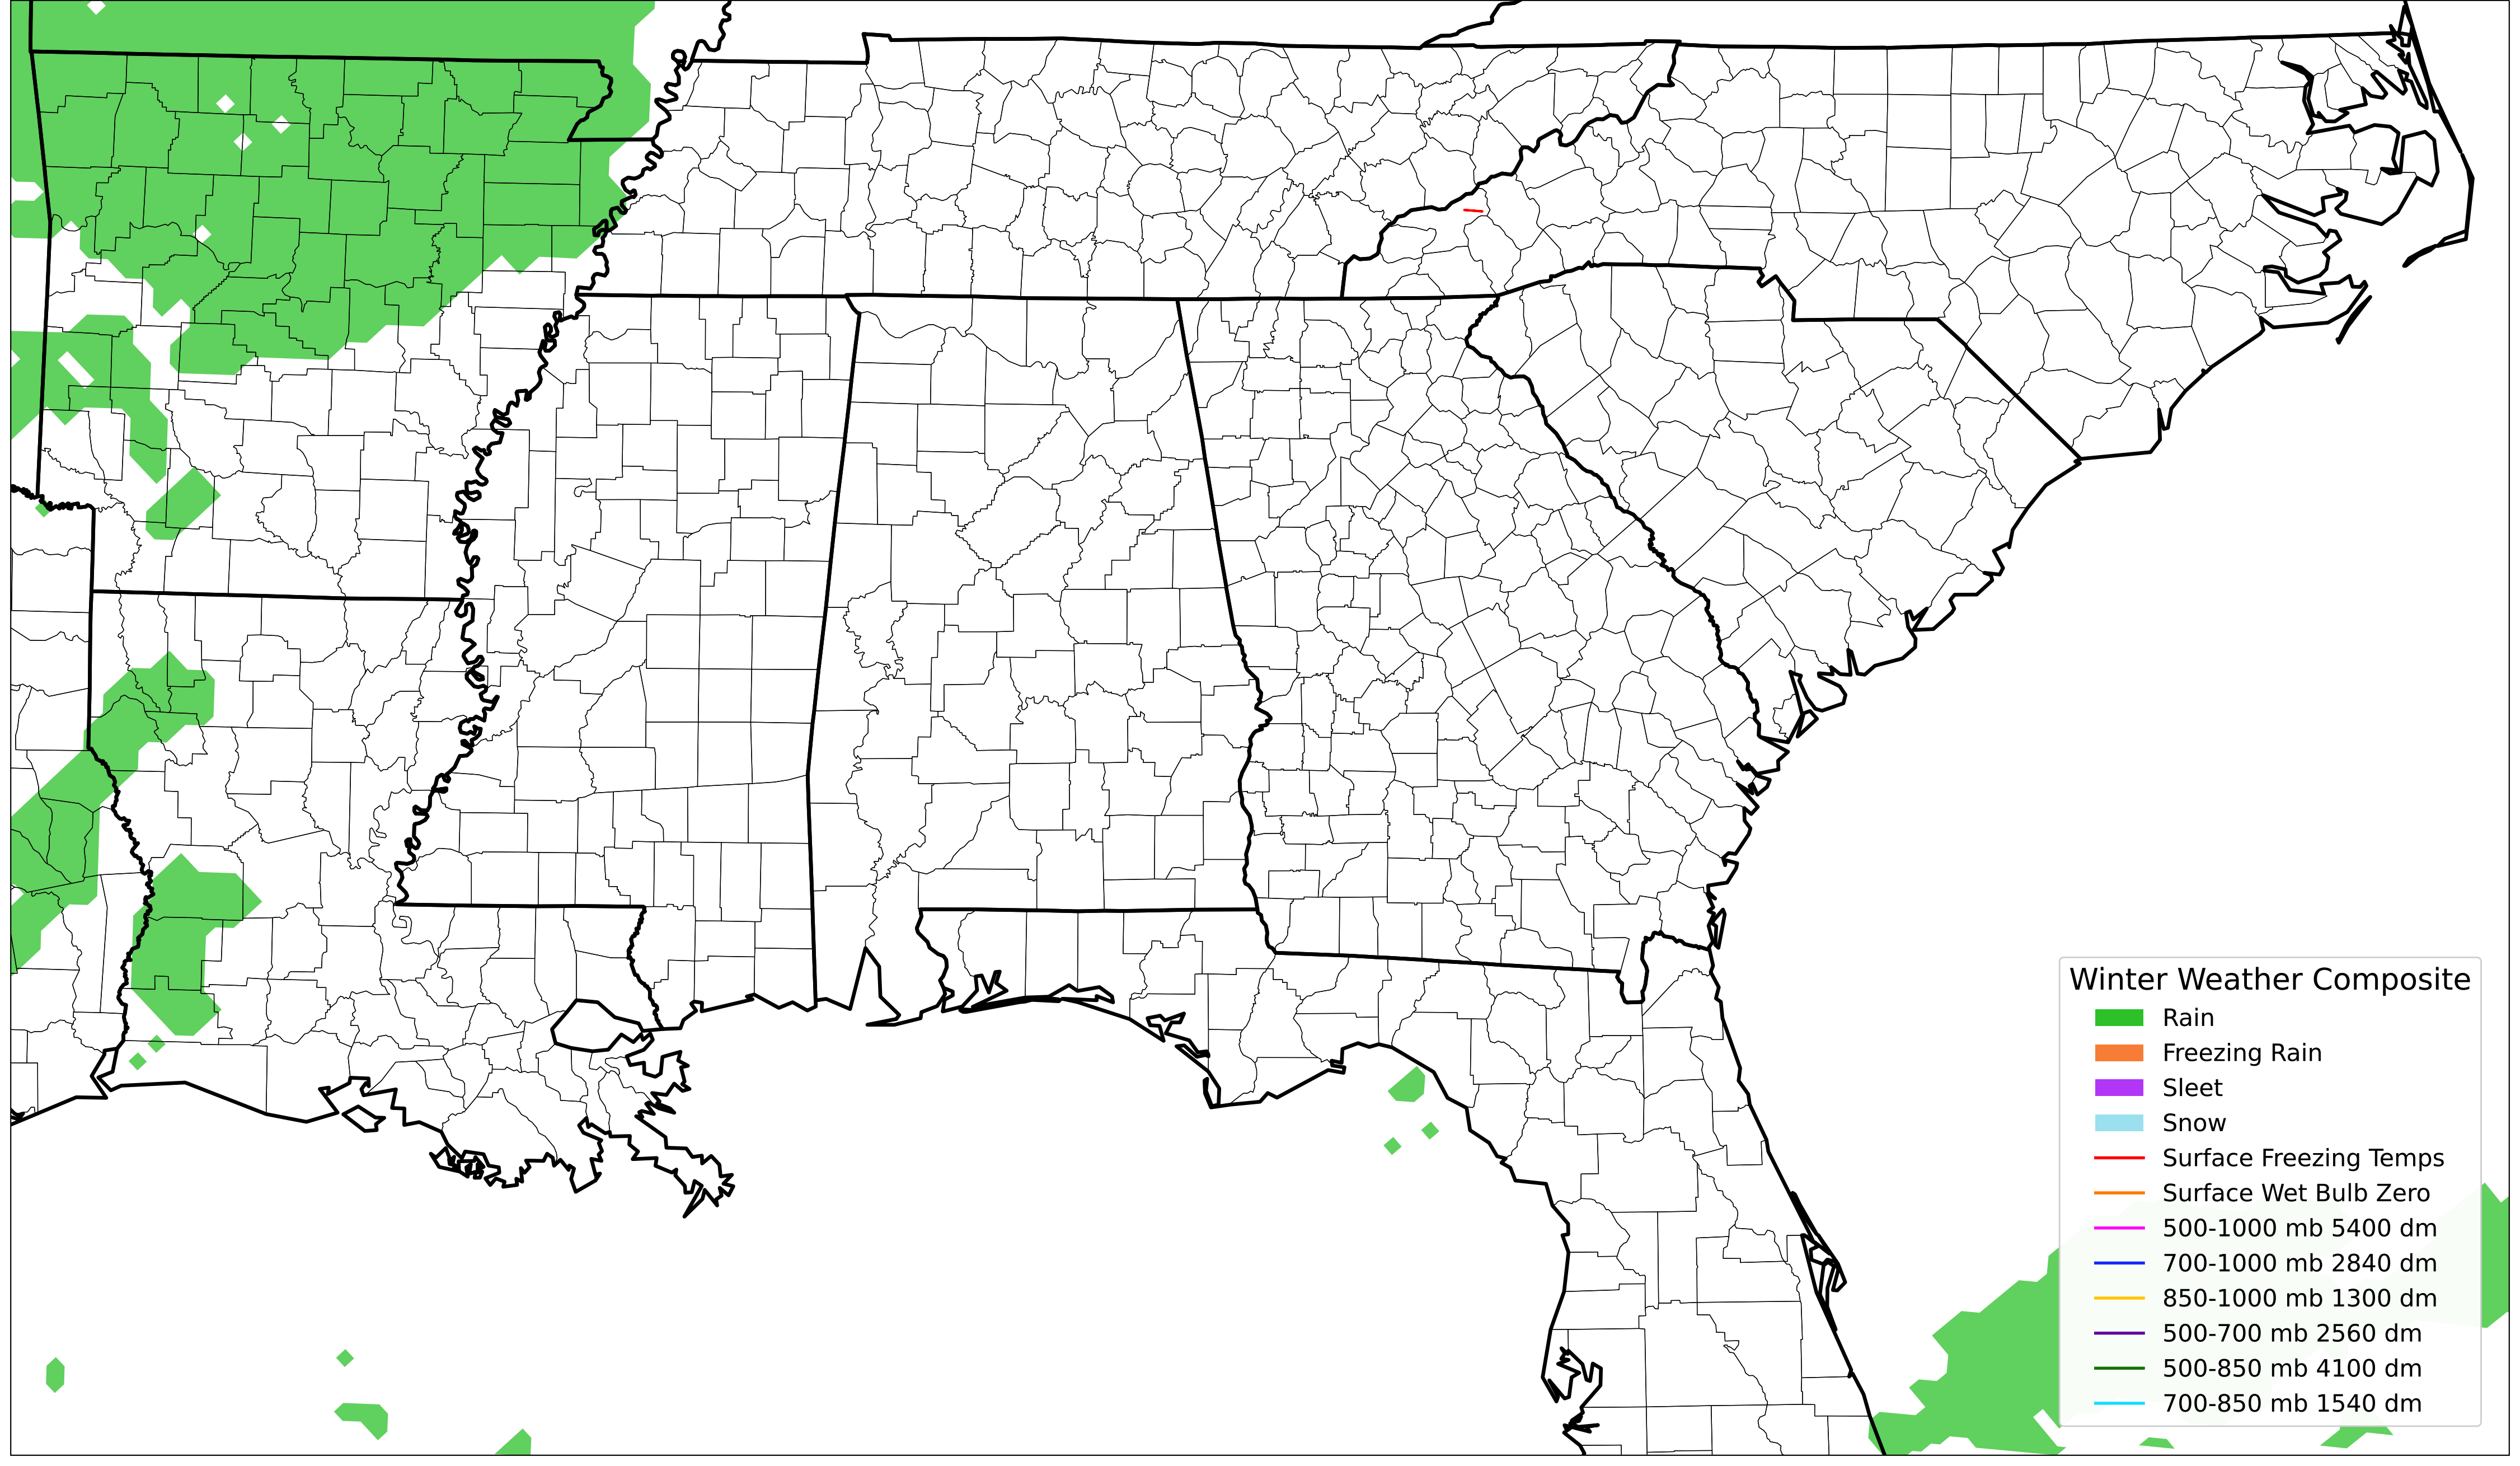 Winter Weather Composite
Rain
Freezing Rain
Sleet
Snow
Surface Freezing Temps
Surface Wet Bulb Zero
500-1000 mb 5400 dm
700-1000 mb 2840 dm
850-1000 mb 1300 dm
500-700 mb 2560 dm
500-850 mb 4100 dm
700-850 mb 1540 dm